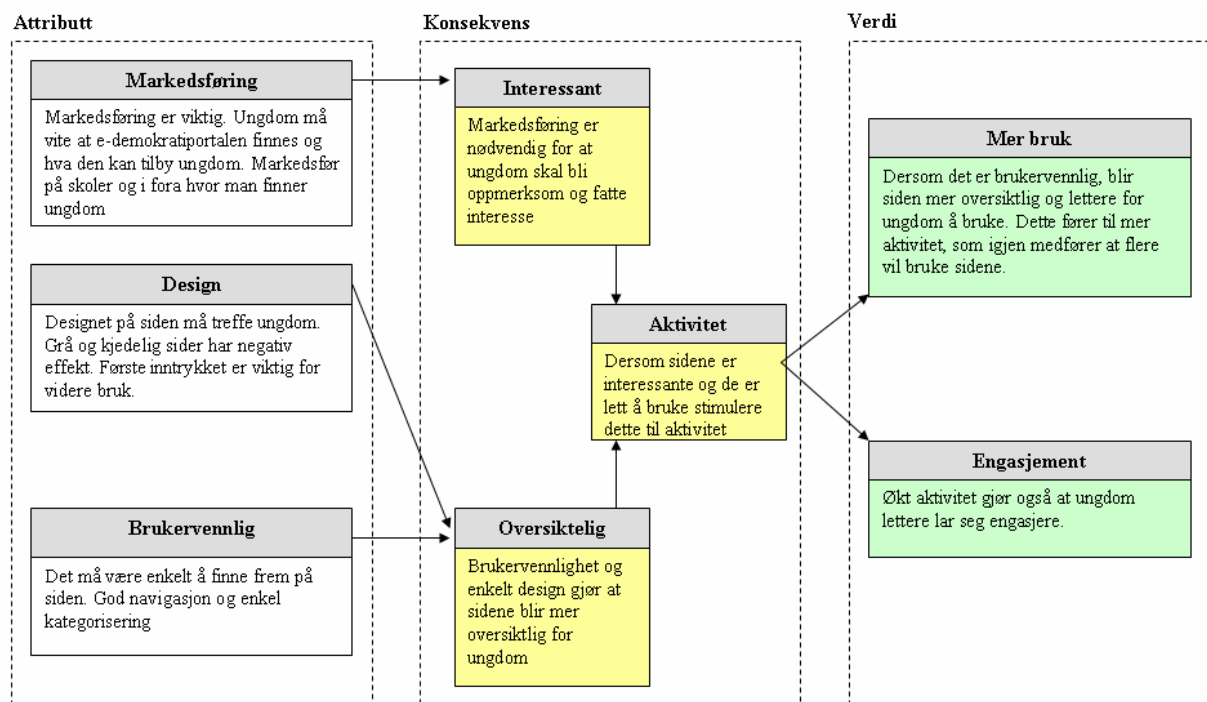 Attributt
Markedsføring
Markedsføring er viktig. Ungdom må
vite at e-demokratiportalen finnes og
hva den kan tilby ungdom. Markedsfør
på skoler og i fora hvor man finner
ungdom
Design
Designet på siden må treffe ungdom.
Grå og kjedelig sider har negativ
effekt. Første inntrykket er viktig for
videre bruk.
Brukervennlig
Det må være enkelt å finne frem på
siden. God navigasjon og enkel
kategorisering
Konsekvens
Interessant
Markedsføring er
nødvendig for at
ungdom skal bli
oppmerksom og fatte
interesse
Aktivitet
Dersom sidene er
interessante og de er
lett å bruke stimulere
dette til aktivitet
Oversiktelig
Brukervennlighet og
enkelt design gjør at
sidene blir mer
oversiktlig for
ungdom
Verdi
Mer bruk
Dersom det er brukervennlig, blir
siden mer oversiktlig og lettere for
ungdom å bruke. Dette fører til mer
aktivitet, som igjen medfører at flere
vil bruke sidene.
Engasjement
Økt aktivitet gjør også at ungdom
lettere lar seg engasjere.